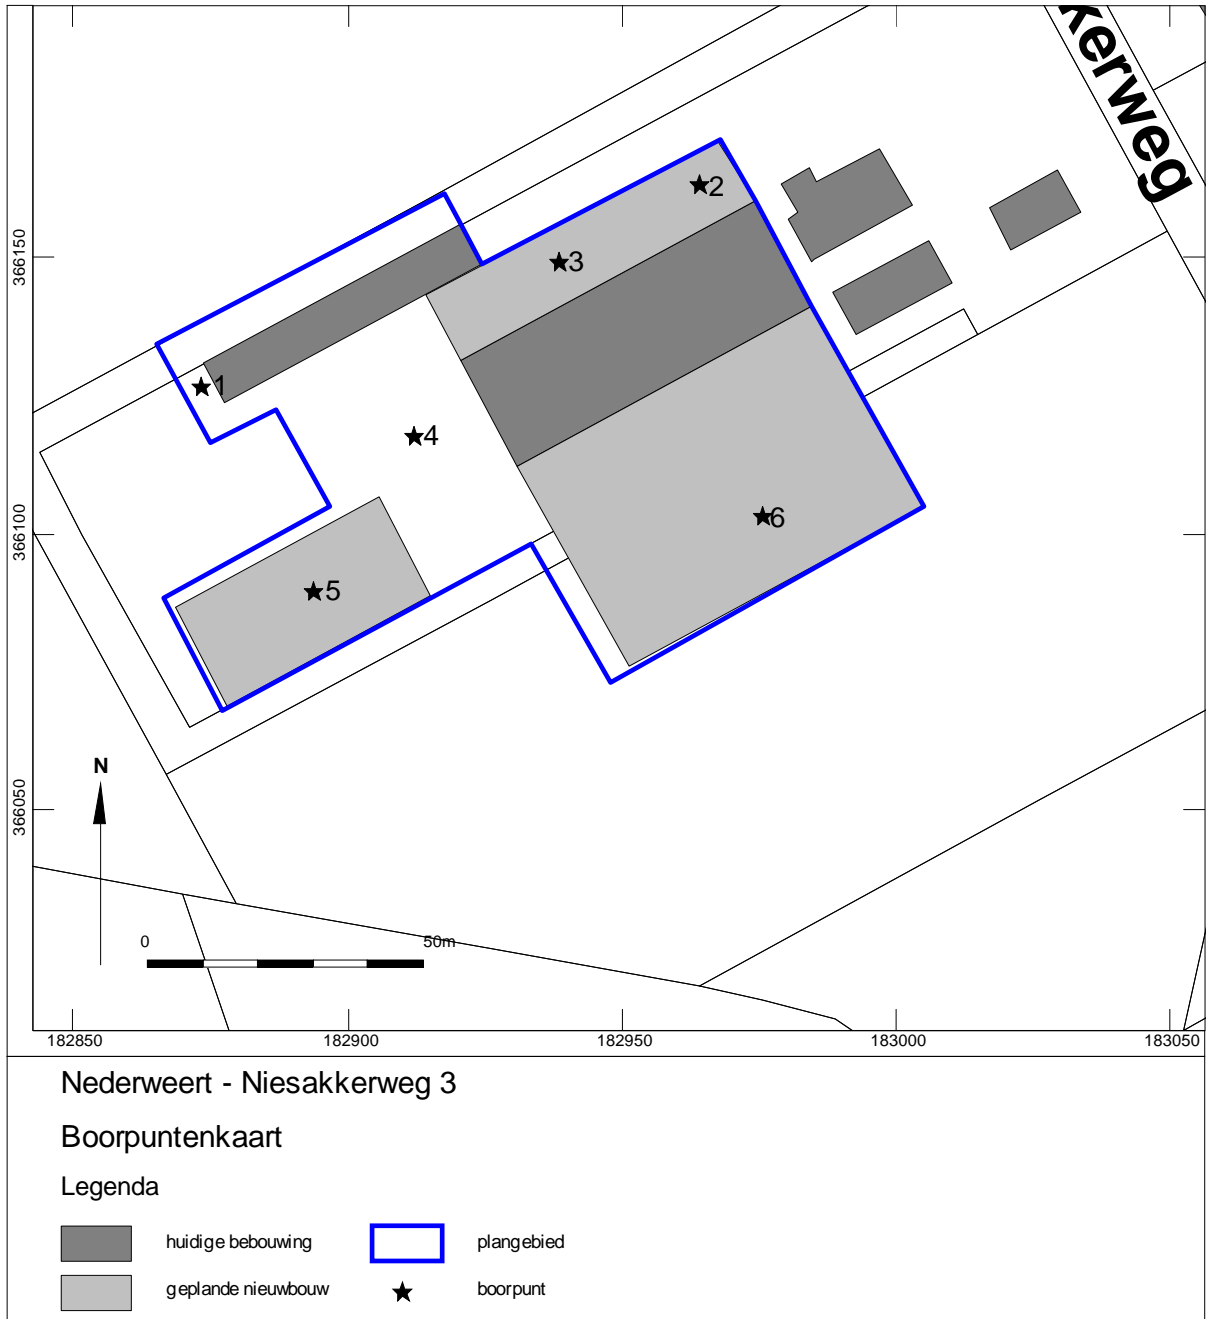 kerweg
2
3
1
4
6
5
366150
366100
366050
N
0
50m
182850
182900
182950
183000
183050
Nederweert - Niesakkerweg 3
Boorpuntenkaart
Legenda
huidige bebouwing
plangebied
geplande nieuwbouw
boorpunt